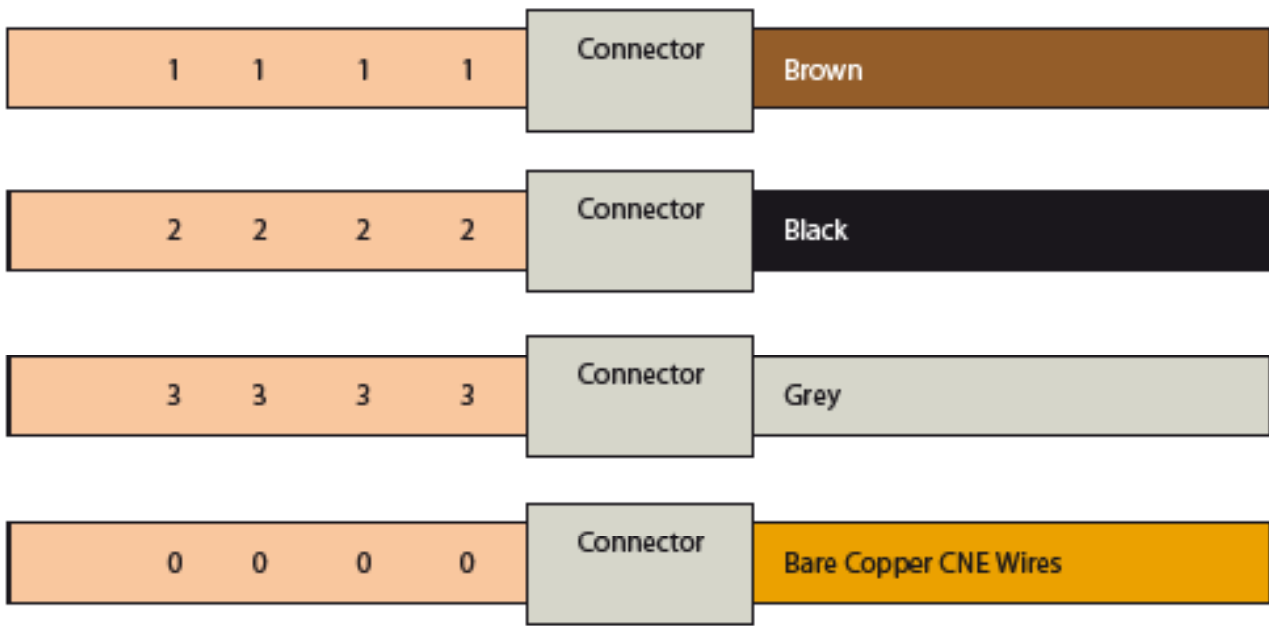 1 1 1 1 Connector Brown
2 2 2 2 Connector Black
3 3 3 3 Connector Grey
0 0 0 0 Connector Bare Copper CNE Wires